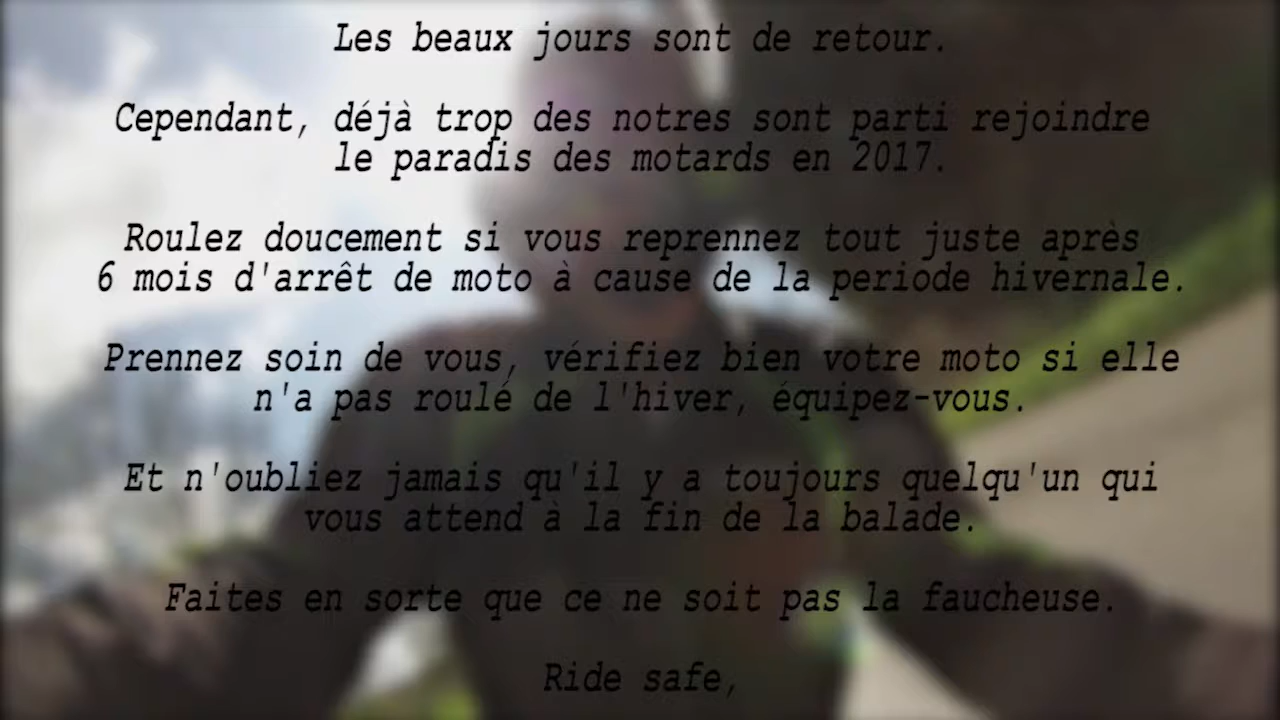 Les beaux jours sont de retour.
Cependant, déjà trop des notres sont parti rejoindre
le paradis des motards en 2017.
Roulez doucement si vous reprennez tout juste après
6 mois d'arrêt de moto à cause de la periode hivernale.
Prennez soin de vous, vérifiez bien votre moto si elle
n'a pas roulé de l'hiver, équipez-vous.
Et n'oubliez jamais qu'il y a toujours quelqu'un qui
vous attend à la fin de la balade.
Faites en sorte que ce ne soit pas la faucheuse.
Ride safe,